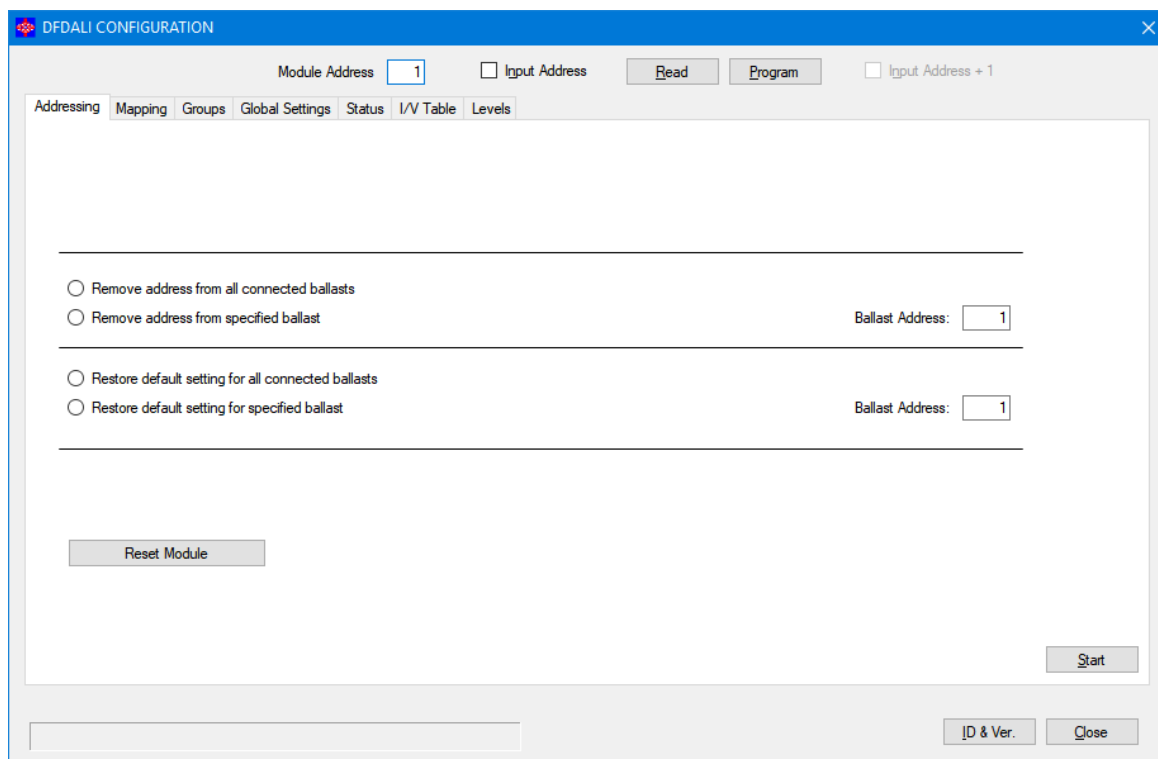 DFDALI CONFIGURATION
Module Address 1 Input Address Read Program Input Address + 1
Addressing Mapping Groups Global Settings Status I/V Table Levels
Remove address from all connected ballasts
Remove address from specified ballast Ballast Address: 1
Restore default setting for all connected ballasts
Restore default setting for specified ballast Ballast Address: 1
Reset Module
Start
ID & Ver. Close